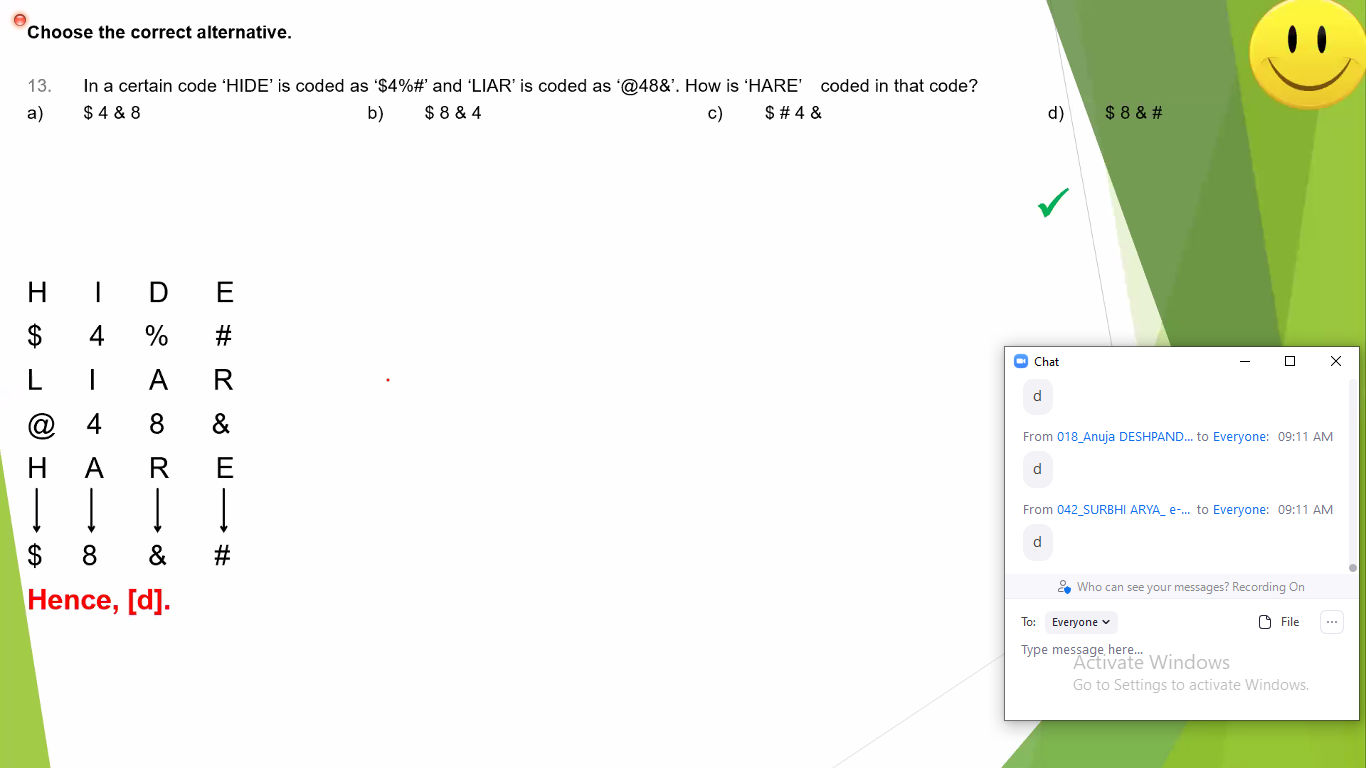 Choose the correct alternative.
13. In a certain code ‘HIDE’ is coded as ‘$4%#’ and ‘LIAR’ is coded as ‘@48&’. How is ‘HARE’ coded in that code?
a) $ 4 & 8 b) $ 8 & 4 c) $ # 4 & d) $ 8 & #
H I D E
$ 4 % #
L I A R
@ 4 8 &
H A R E
$ 8 & #
Hence, [d].
Chat
d
From 018_Anuja DESHPAND... to Everyone: 09:11 AM
d
From 042_SURBHI ARYA_ e-... to Everyone: 09:11 AM
d
Who can see your messages? Recording On
To: Everyone File ...
Type message here...
Activate Windows
Go to Settings to activate Windows.